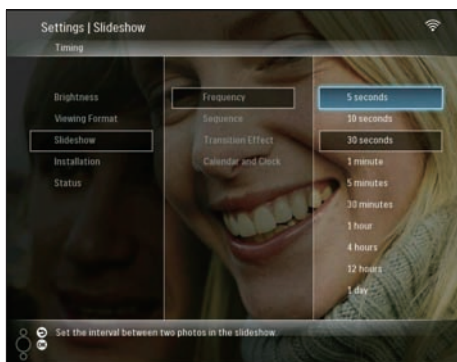 Settings | Slideshow
Timing
Brightness
Viewing Format
Slideshow
Installation
Status
Frequency
Sequence
Transition Effect
Calendar and Clock
5 seconds
10 seconds
30 seconds
1 minute
5 minutes
30 minutes
1 hour
4 hours
12 hours
1 day
Set the interval between two photos in the slideshow.
OK